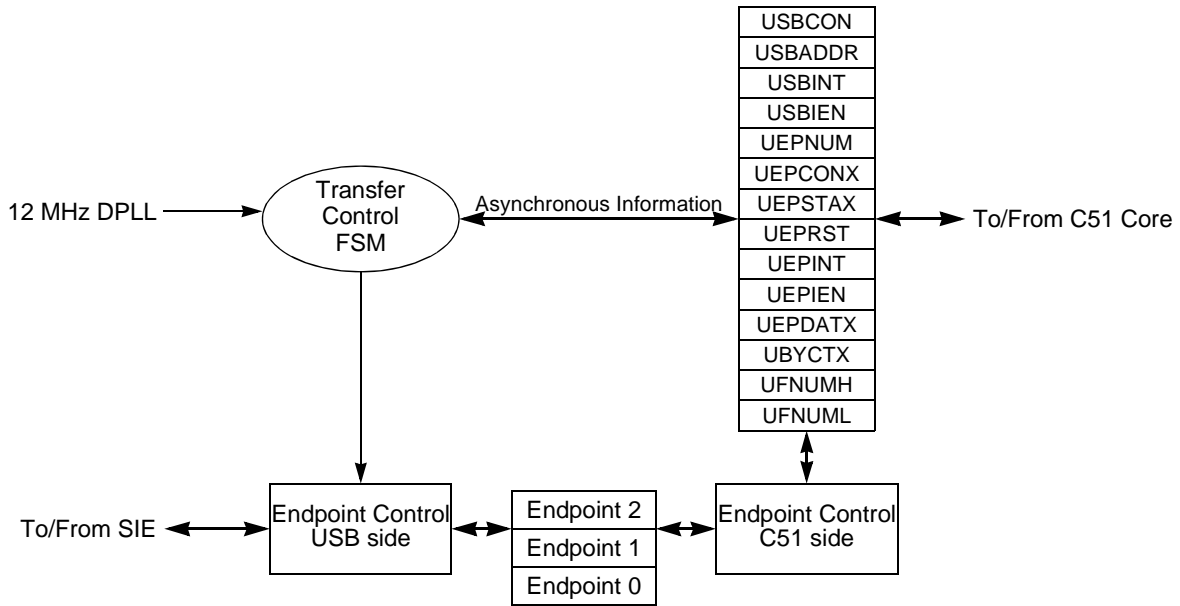 USBCON
USBADDR
USBINT
USBIEN
UEPNUM
UEPCONX
UEPSTAX
UEPRST
UEPINT
UEPIEN
UEPDATX
UBYCTX
UFNUMH
UFNUML
12 MHz DPLL
Transfer
Control
FSM
Asynchronous Information
To/From C51 Core
To/From SIE
Endpoint Control
USB side
Endpoint 2
Endpoint 1
Endpoint 0
Endpoint Control
C51 side